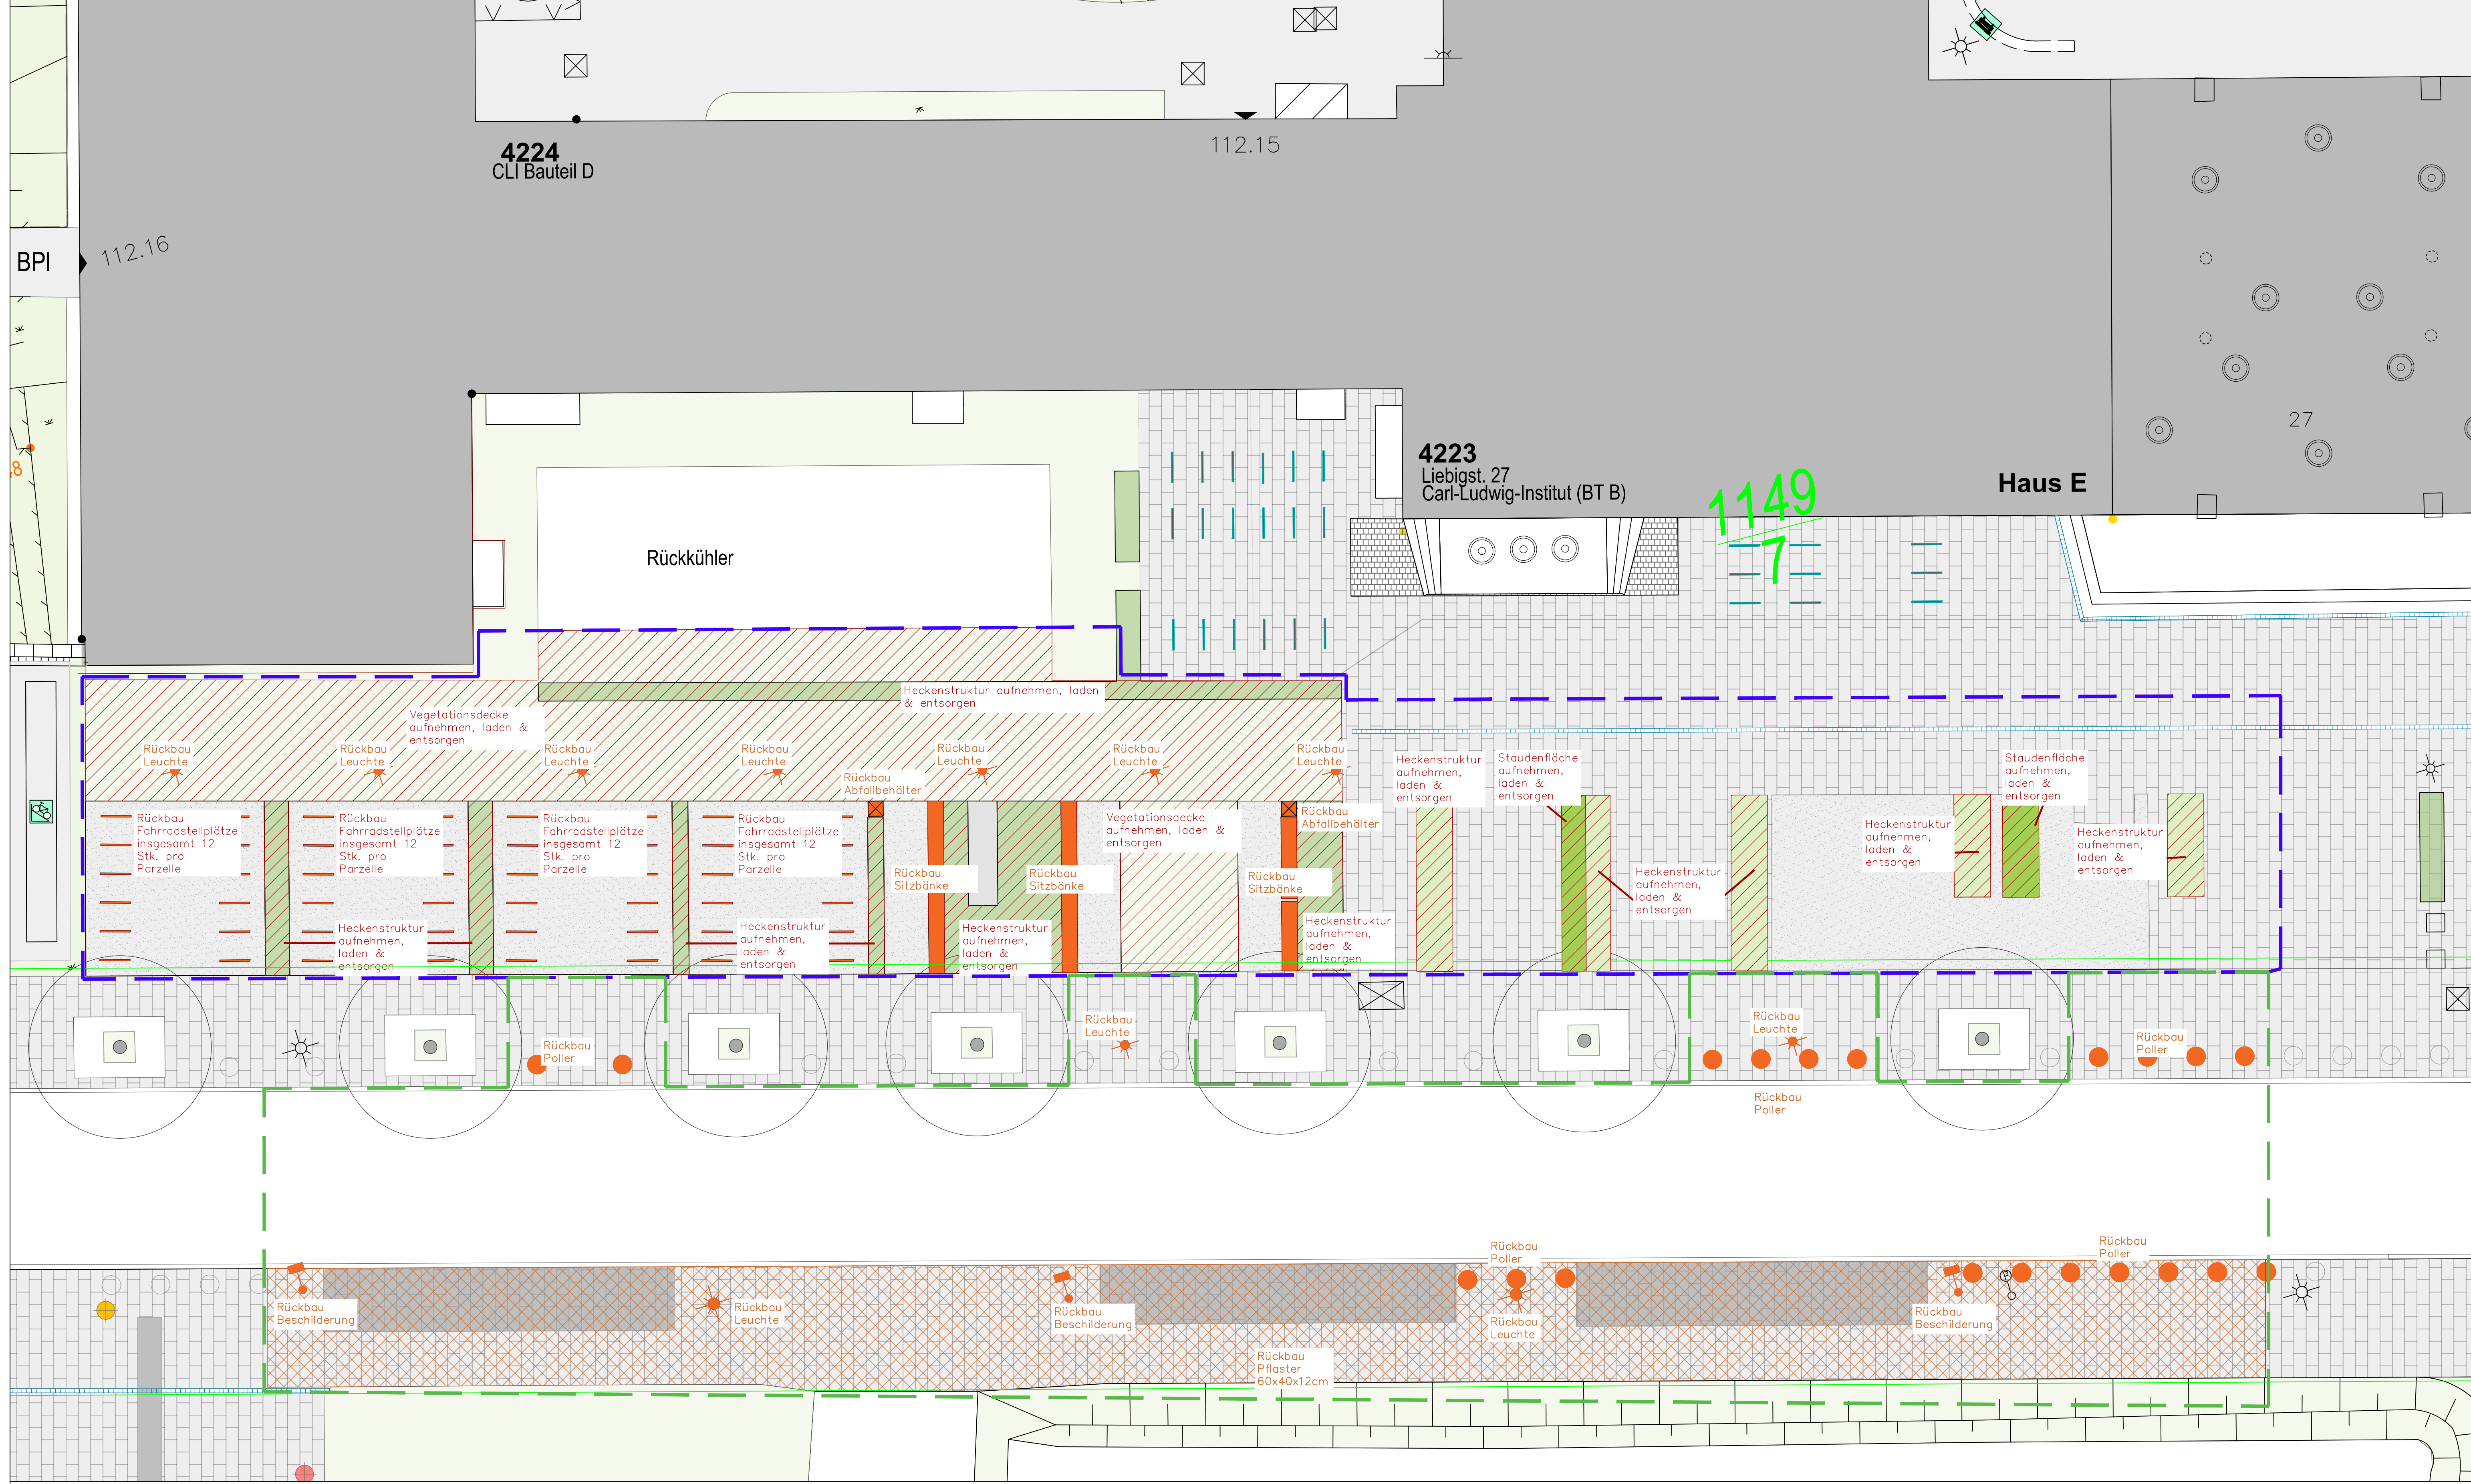 4224
CLI Bauteil D
112.15
BPI
112.16
27
4223
Liebigst. 27
Carl-Ludwig-Institut (BT B)
1149
7
Haus E
48
Rückkühler
Heckenstruktur aufnehmen, laden
& entsorgen
Vegetationsdecke
aufnehmen, laden &
entsorgen
Rückbau
Leuchte
Rückbau
Leuchte
Rückbau
Leuchte
Rückbau
Leuchte
Rückbau
Leuchte
Rückbau
Leuchte
Rückbau
Leuchte
Rückbau
Abfallbehälter
Heckenstruktur
aufnehmen,
laden &
entsorgen
Staudenfläche
aufnehmen,
laden &
entsorgen
Staudenfläche
aufnehmen,
laden &
entsorgen
Rückbau
Fahrradstellplätze
insgesamt 12
Stk. pro
Parzelle
Rückbau
Fahrradstellplätze
insgesamt 12
Stk. pro
Parzelle
Rückbau
Fahrradstellplätze
insgesamt 12
Stk. pro
Parzelle
Rückbau
Fahrradstellplätze
insgesamt 12
Stk. pro
Parzelle
Vegetationsdecke
aufnehmen, laden &
entsorgen
Rückbau
Abfallbehälter
Rückbau
Sitzbänke
Rückbau
Sitzbänke
Rückbau
Sitzbänke
Heckenstruktur
aufnehmen,
laden &
entsorgen
Heckenstruktur
aufnehmen,
laden &
entsorgen
Heckenstruktur
aufnehmen,
laden &
entsorgen
Heckenstruktur
aufnehmen,
laden &
entsorgen
Heckenstruktur
aufnehmen,
laden &
entsorgen
Heckenstruktur
aufnehmen,
laden &
entsorgen
Heckenstruktur
aufnehmen,
laden &
entsorgen
Rückbau
Poller
Rückbau
Leuchte
Rückbau
Leuchte
Rückbau
Poller
Rückbau
Poller
Rückbau
Poller
Rückbau
Poller
Rückbau
Beschilderung
Rückbau
Leuchte
Rückbau
Beschilderung
Rückbau
Leuchte
Rückbau
Beschilderung
Rückbau
Pflaster
60x40x12cm